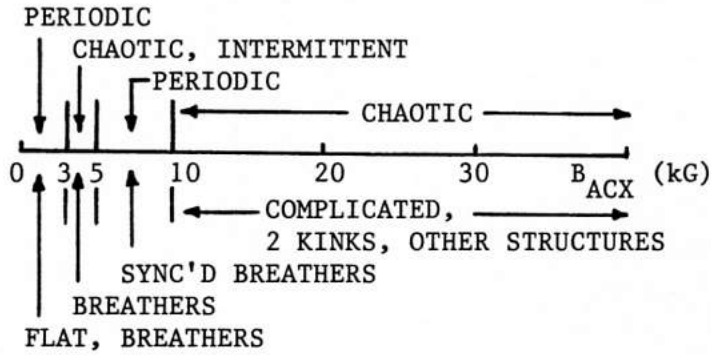 PERIODIC
CHAOTIC, INTERMITTENT
PERIODIC
CHAOTIC
0 3 5 10 20 30 B ACX (kG)
COMPLICATED,
2 KINKS, OTHER STRUCTURES
SYNC'D BREATHERS
BREATHERS
FLAT, BREATHERS